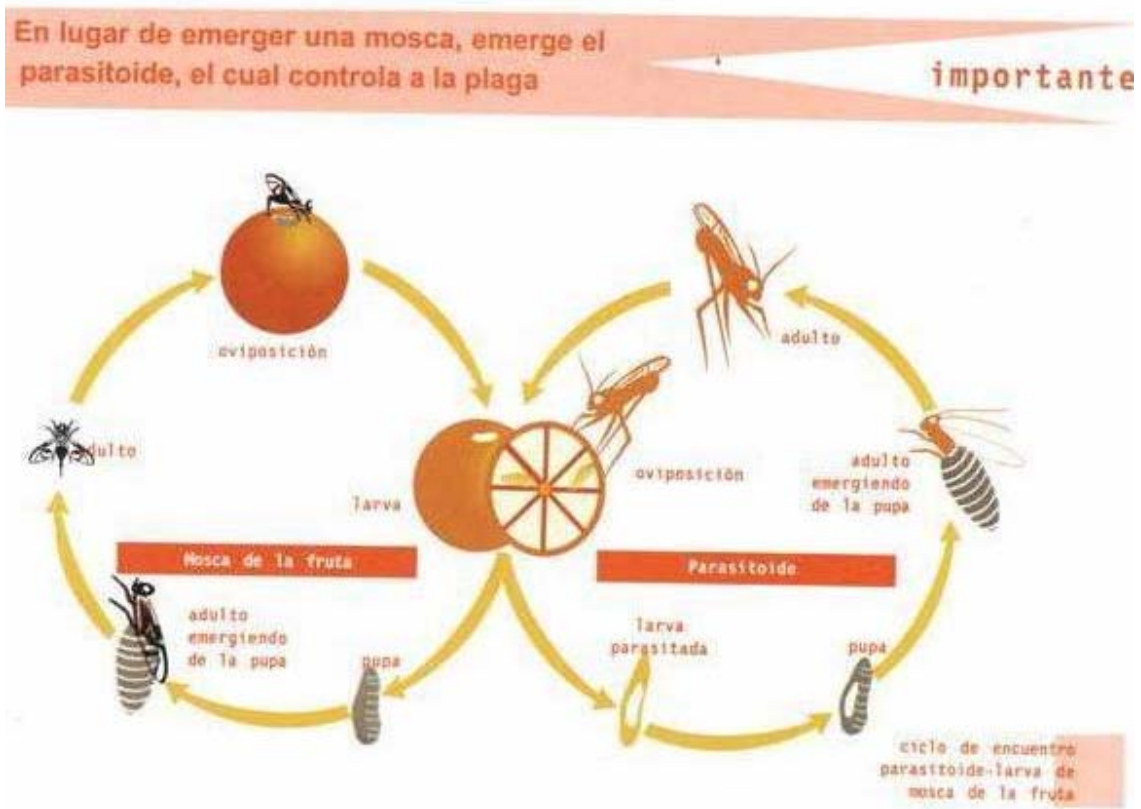 En lugar de emerger una mosca, emerge el
parasitoide, el cual controla a la plaga
importante
oviposición
adulto
adulto
oviposición
larva
adulto
emergiendo
de la pupa
Mosca de la fruta
Parasitoide
adulto
emergiendo
de la pupa
pupa
larva
parasitada
pupa
ciclo de encuentro
parasitoide-larva de
mosca de la fruta